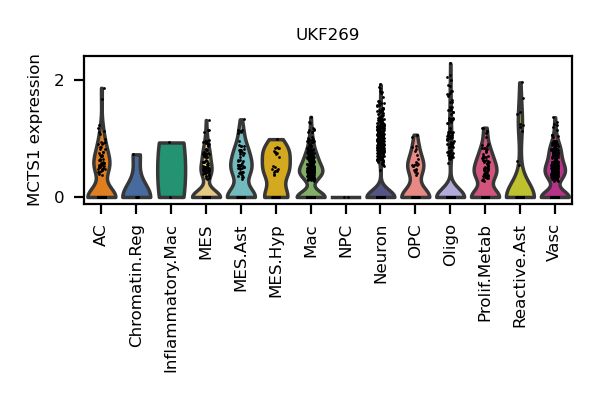 UKF269
MCTS1 expression
2
0
AC
Chromatin.Reg
Inflammatory.Mac
MES
MES.Ast
MES.Hyp
Mac
NPC
Neuron
OPC
Oligo
Prolif.Metab
Reactive.Ast
Vasc